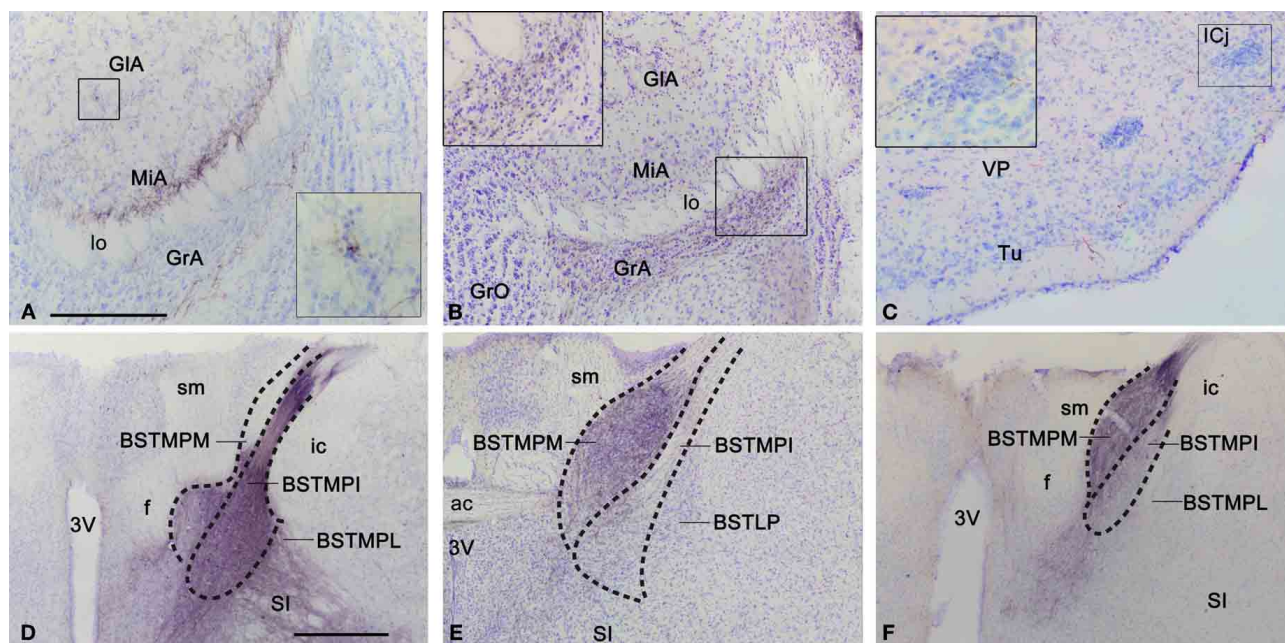 GlA
MiA
lo
GrA
A
GlA
MiA
lo
GrA
GrO
B
ICj
VP
Tu
C
sm
BSTMPM
ic
BSTMPI
f
3V
BSTMPL
SI
D
sm
BSTMPM
BSTMPI
ac
BSTLP
3V
SI
E
ic
sm
BSTMPM
BSTMPI
f
BSTMPL
3V
SI
F